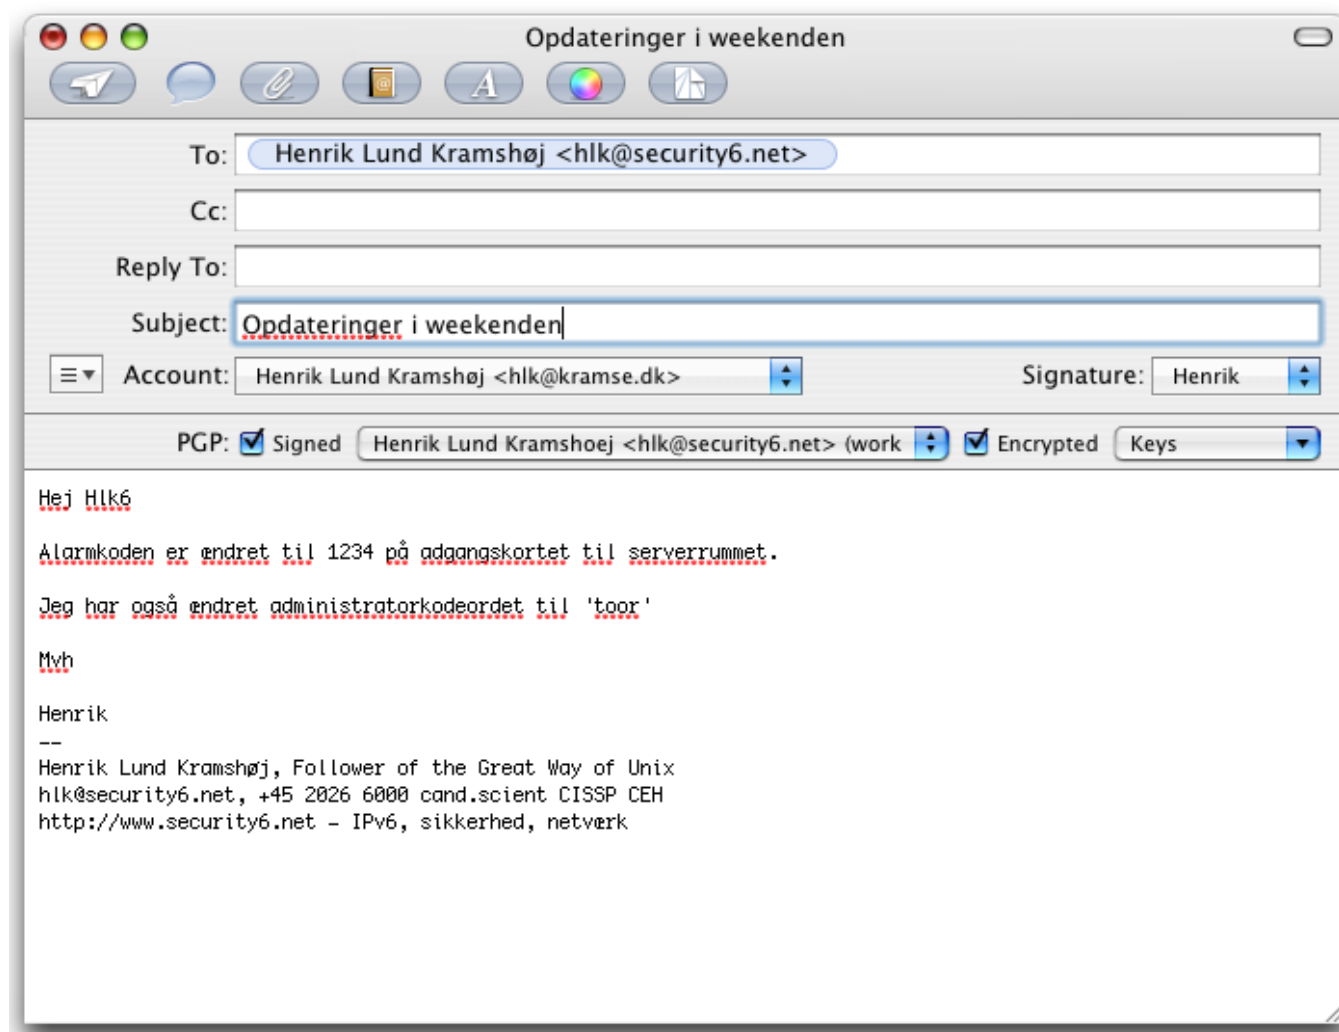 Opdateringer i weekenden
To: Henrik Lund Kramshøj <hlk@security6.net>
Cc:
Reply To:
Subject: Opdateringer i weekenden
Account: Henrik Lund Kramshøj <hlk@kramse.dk> Signature: Henrik
PGP: Signed Henrik Lund Kramshoej <hlk@security6.net> (work Encrypted Keys
Hej Hlk6
Alarmkoden er ændret til 1234 på adgangskortet til serverrummet.
Jeg har også ændret administratorkodeordet til 'toor'
Mvh
Henrik
--
Henrik Lund Kramshøj, Follower of the Great Way of Unix
hlk@security6.net, +45 2026 6000 cand.scient CISSP CEH
http://www.security6.net - IPv6, sikkerhed, netværk